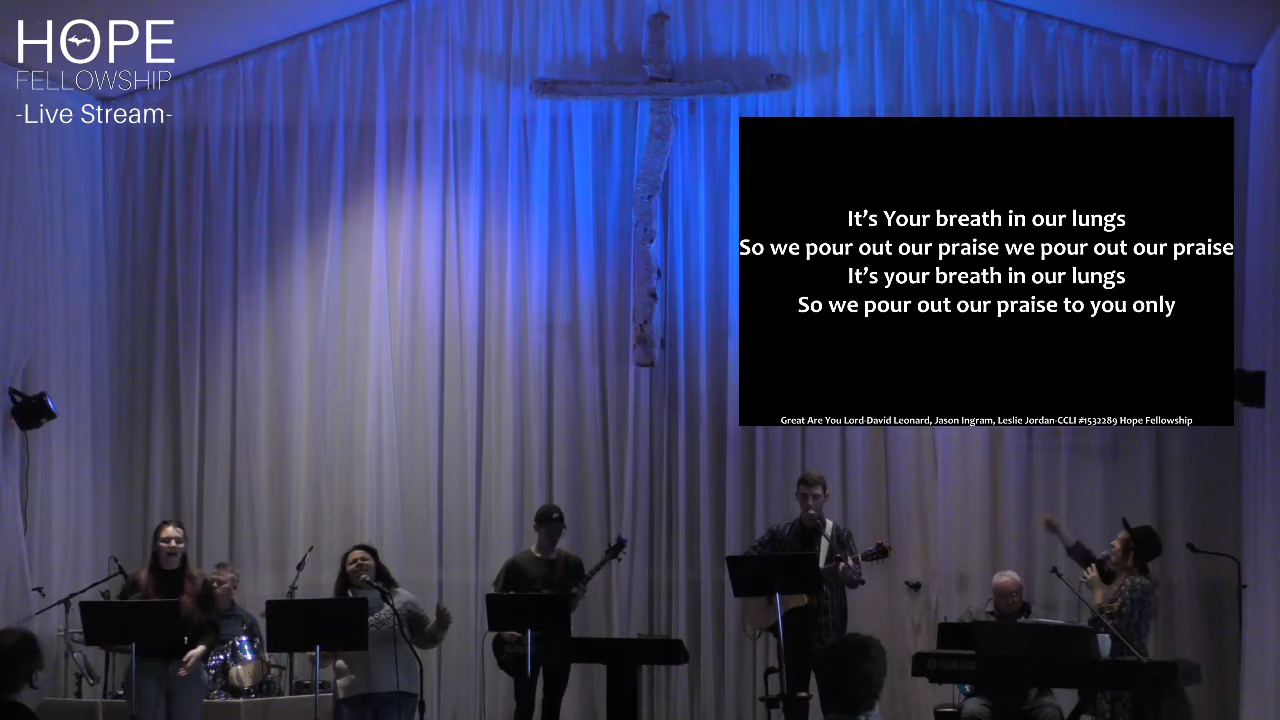 HOPE
FELLOWSHIP
-Live Stream-
It's Your breath in our lungs
So we pour out our praise we pour out our praise
It's your breath in our lungs
So we pour out our praise to you only
Great Are You Lord-David Leonard, Jason Ingram, Leslie Jordan-CCLI #1532289 Hope Fellowship
YAMAHA